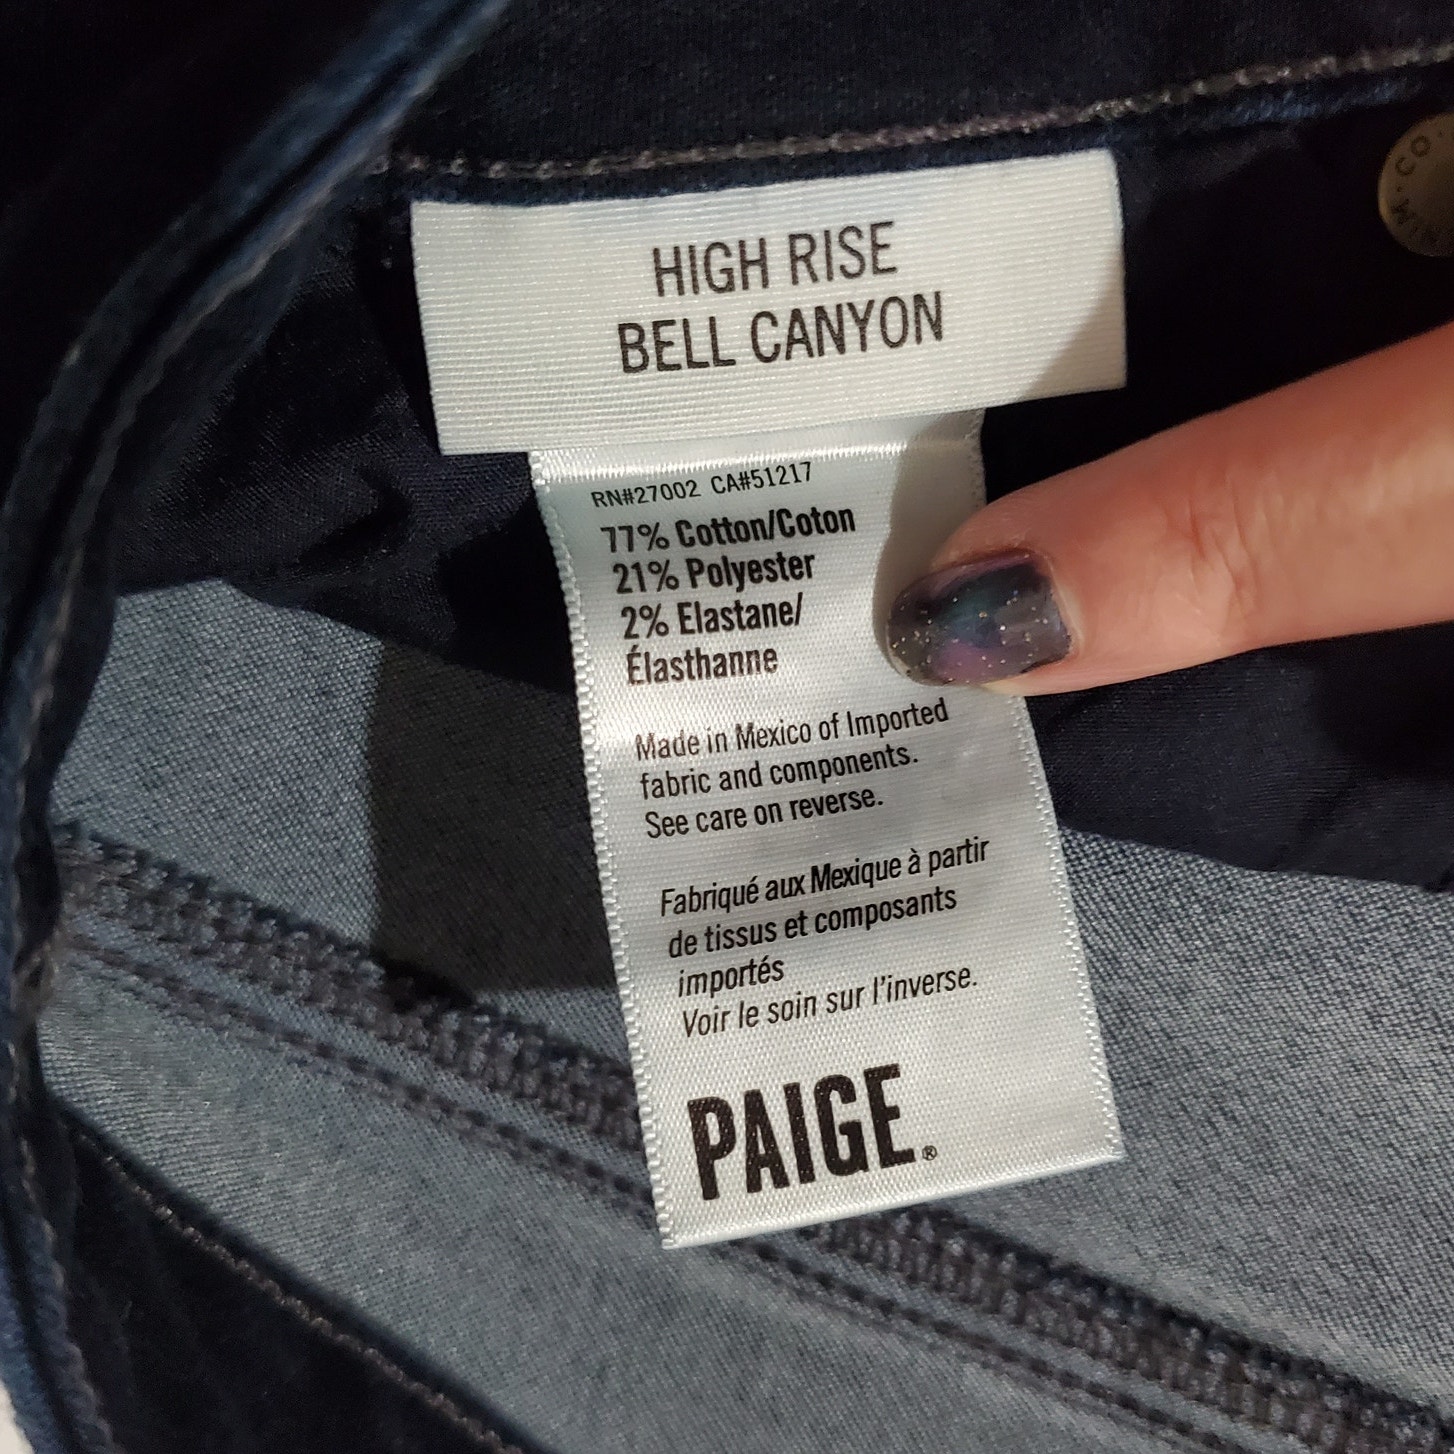 HIGH RISE
BELL CANYON
RN#27002 CA#51217
77% Cotton/Coton
21% Polyester
2% Elastane/
Élasthanne
Made in Mexico of Imported
fabric and components.
See care on reverse.
Fabriqué aux Mexique à partir
de tissus et composants
importés
Voir le soin sur l'inverse.
PAIGE®